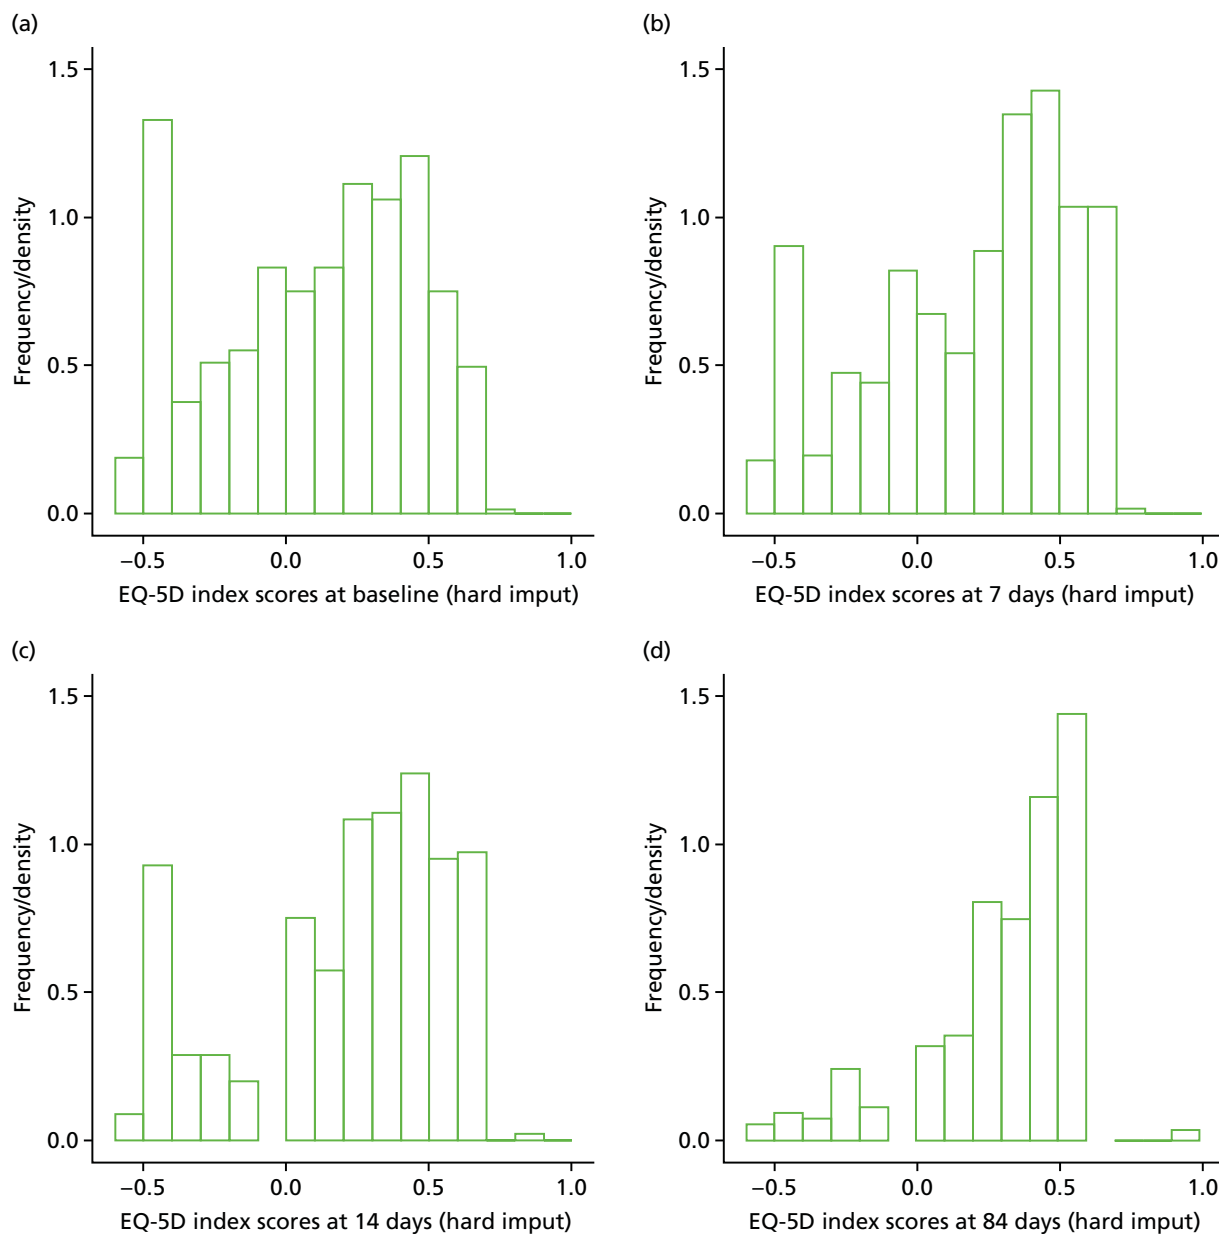 (a)
1.5
1.0
0.5
0.0
Frequency/density
−0.5 0.0 0.5 1.0
EQ-5D index scores at baseline (hard imput)
(b)
1.5
1.0
0.5
0.0
Frequency/density
−0.5 0.0 0.5 1.0
EQ-5D index scores at 7 days (hard imput)
(c)
1.5
1.0
0.5
0.0
Frequency/density
−0.5 0.0 0.5 1.0
EQ-5D index scores at 14 days (hard imput)
(d)
1.5
1.0
0.5
0.0
Frequency/density
−0.5 0.0 0.5 1.0
EQ-5D index scores at 84 days (hard imput)